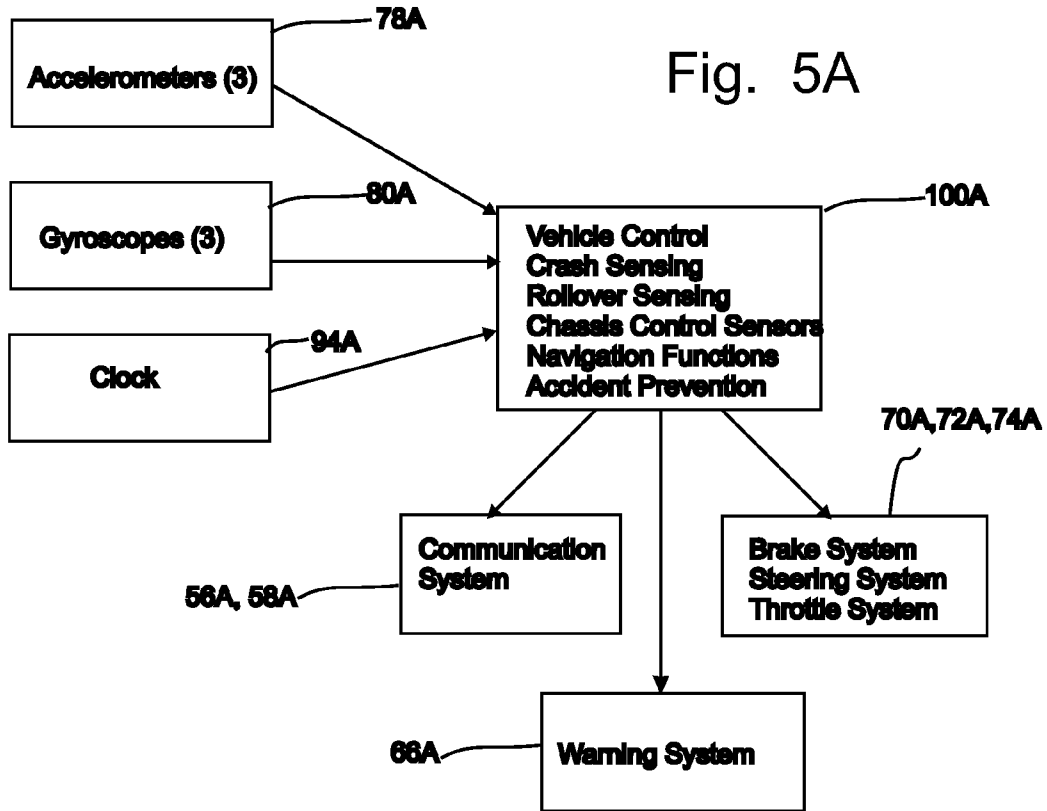 78A
Accelerometers (3)
Fig. 5A
80A
Gyroscopes (3)
100A
Vehicle Control
Crash Sensing
Rollover Sensing
Chassis Control Sensors
Navigation Functions
Accident Prevention
94A
Clock
70A,72A,74A
Communication
System
56A, 58A
Brake System
Steering System
Throttle System
66A
Warning System